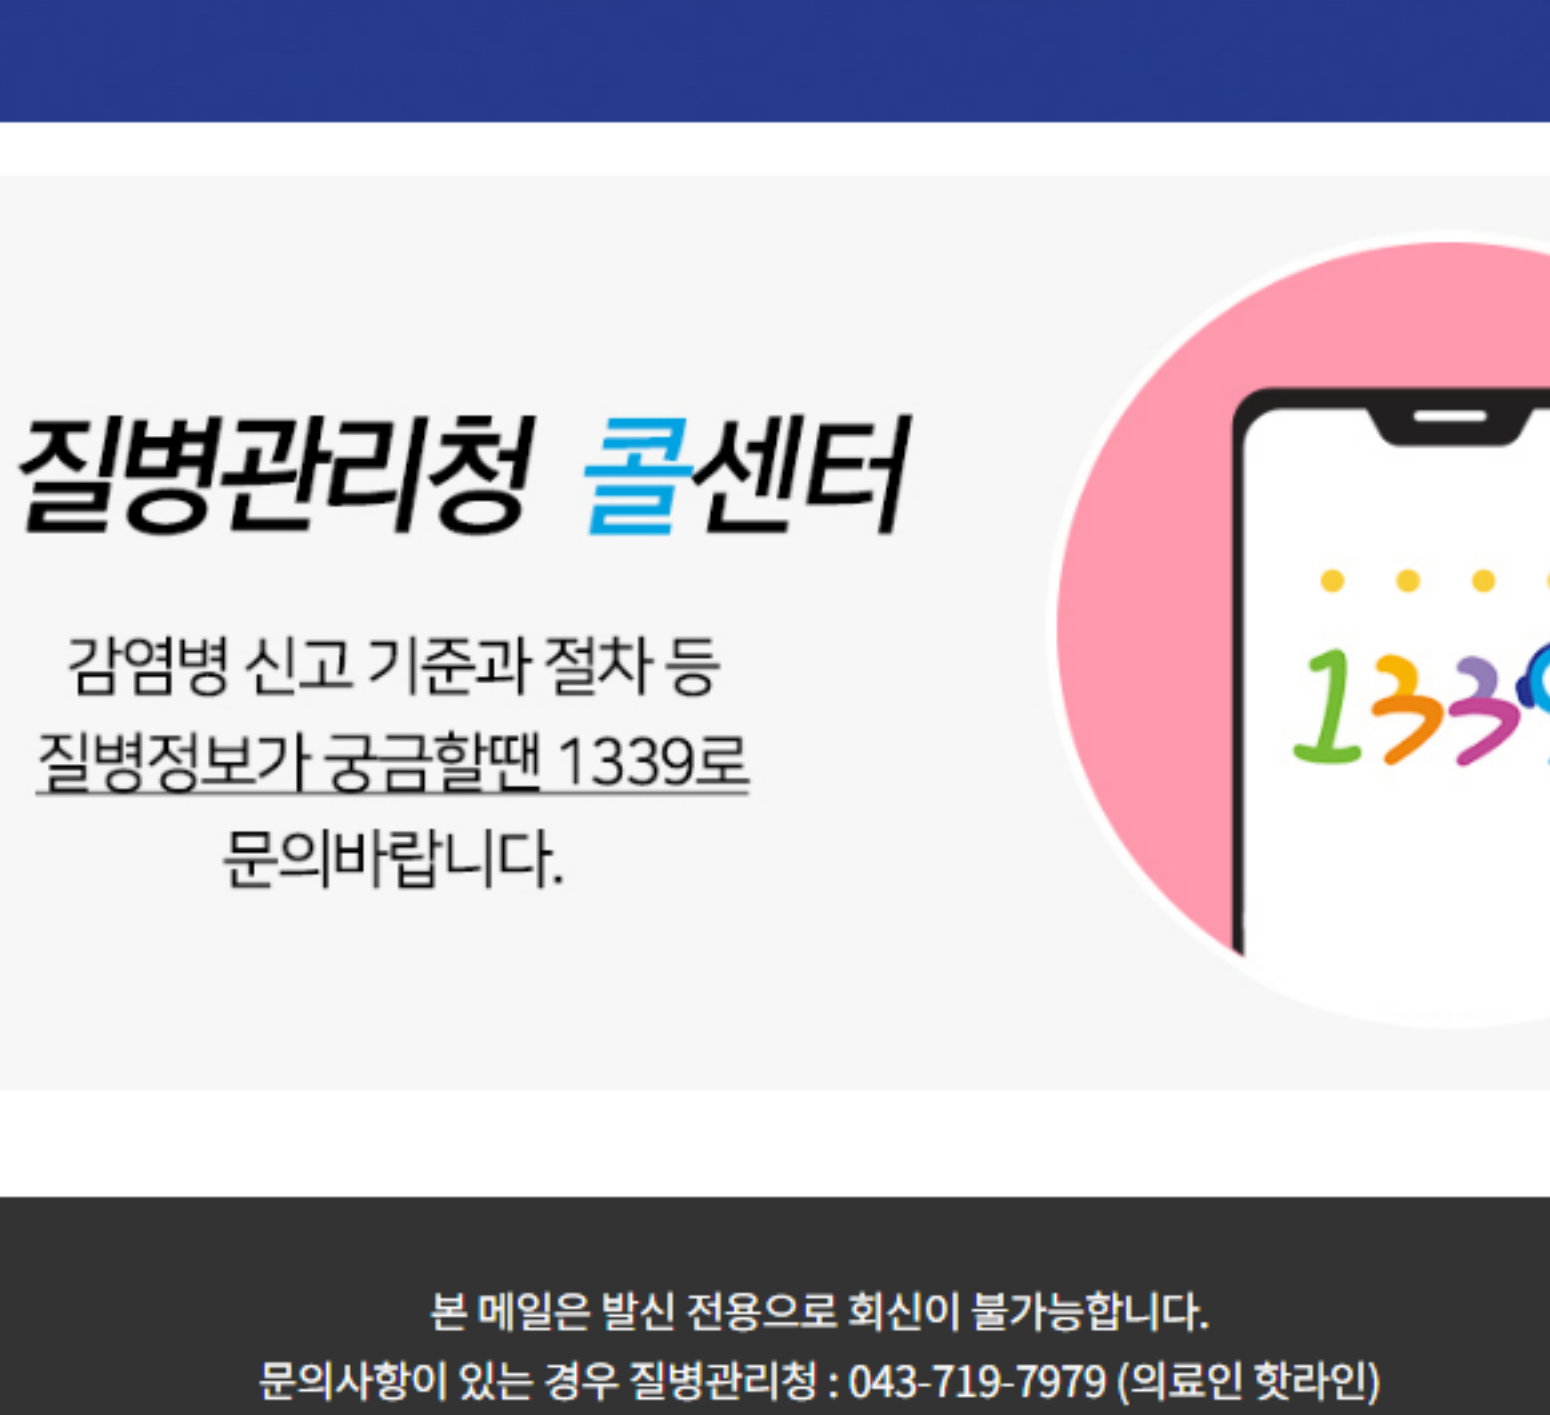 질병관리청 콜센터
감염병 신고 기준과 절차 등
질병정보가 궁금할땐 1339로
문의바랍니다.
1339
본 메일은 발신 전용으로 회신이 불가능합니다.
문의사항이 있는 경우 질병관리청 : 043-719-7979 (의료인 핫라인)